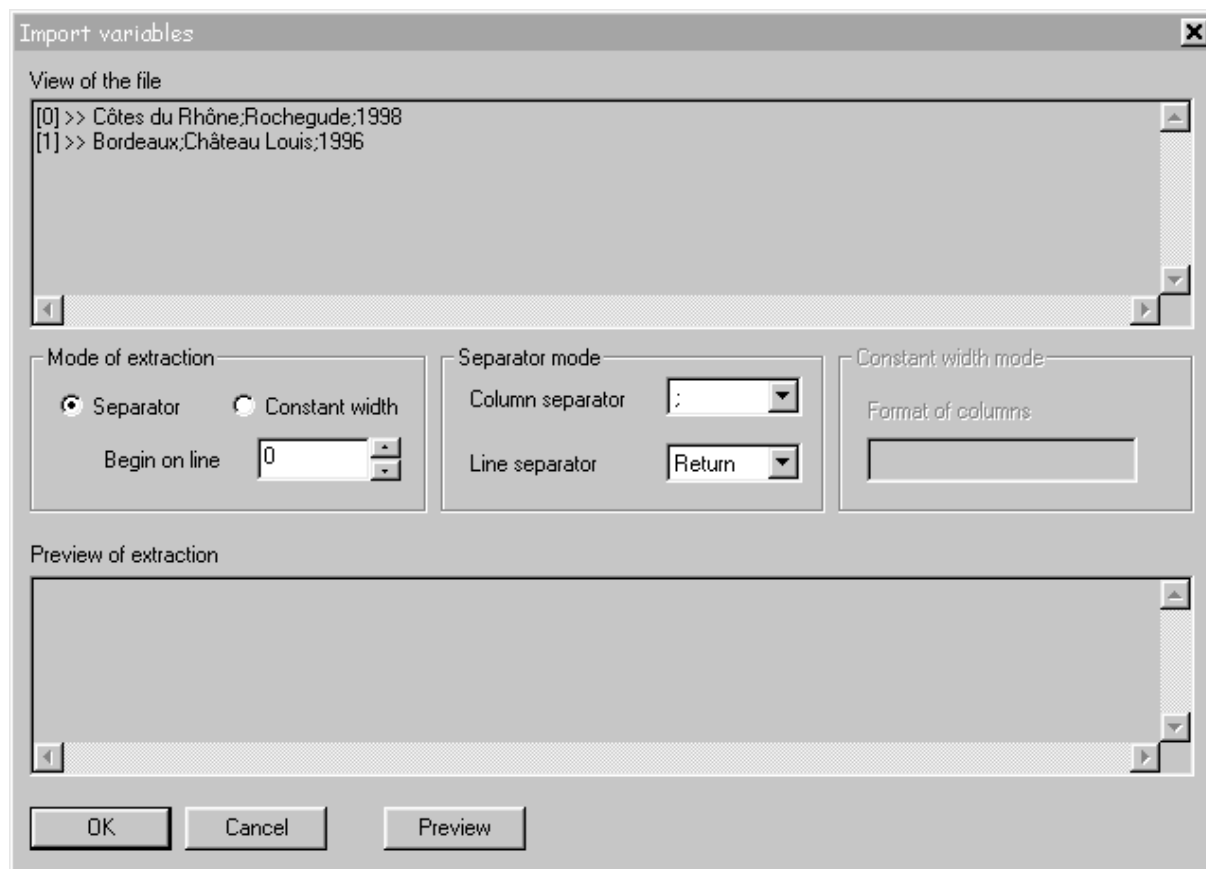 Import variables
View of the file
[0] >> Côtes du Rhône;Rochegude;1998
[1] >> Bordeaux;Château Louis;1996
Mode of extraction
Separator Constant width
Begin on line 0
Separator mode
Column separator ;
Line separator Return
Constant width mode
Format of columns
Preview of extraction
OK Cancel Preview